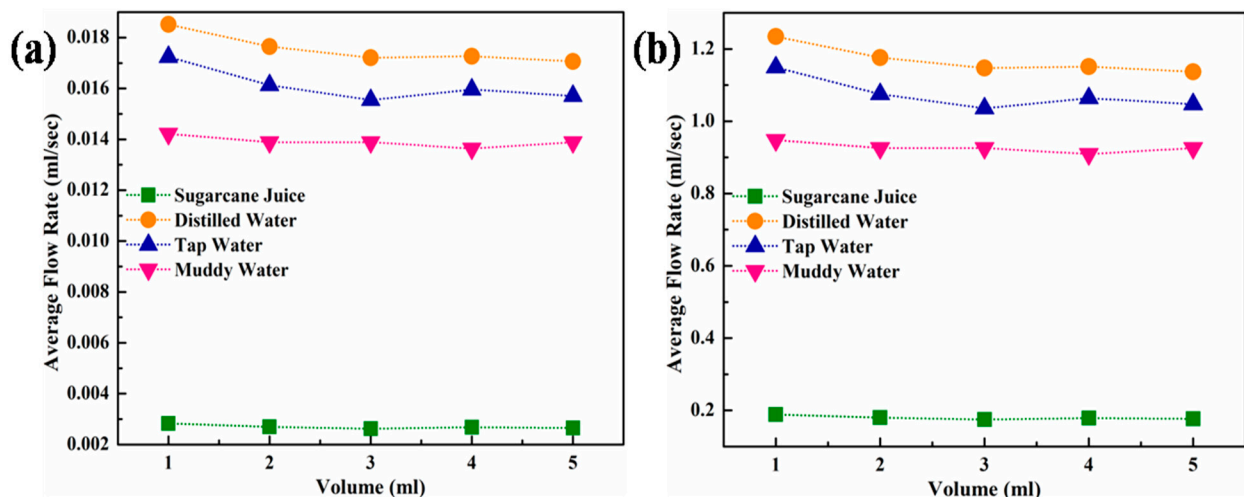 (a)
Average Flow Rate (ml/sec)
0.018
0.016
0.014
0.012
0.010
0.008
0.006
0.004
0.002
Sugarcane Juice
Distilled Water
Tap Water
Muddy Water
1 2 3 4 5
Volume (ml)
(b)
Average Flow Rate (ml/sec)
1.2
1.0
0.8
0.6
0.4
0.2
Sugarcane Juice
Distilled Water
Tap Water
Muddy Water
1 2 3 4 5
Volume (ml)